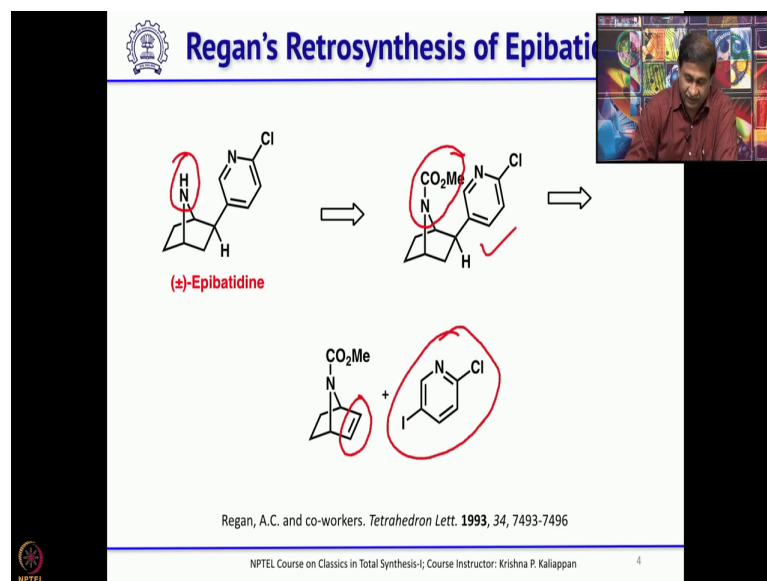 Regan's Retrosynthesis of Epibati
H
N
N
Cl
H
(±)-Epibatidine
CO2Me
N
N
Cl
H
CO2Me
N
+
N
Cl
I
Regan, A.C. and co-workers. Tetrahedron Lett. 1993, 34, 7493-7496
NPTEL Course on Classics in Total Synthesis-I; Course Instructor: Krishna P. Kaliappan
4
NPTEL